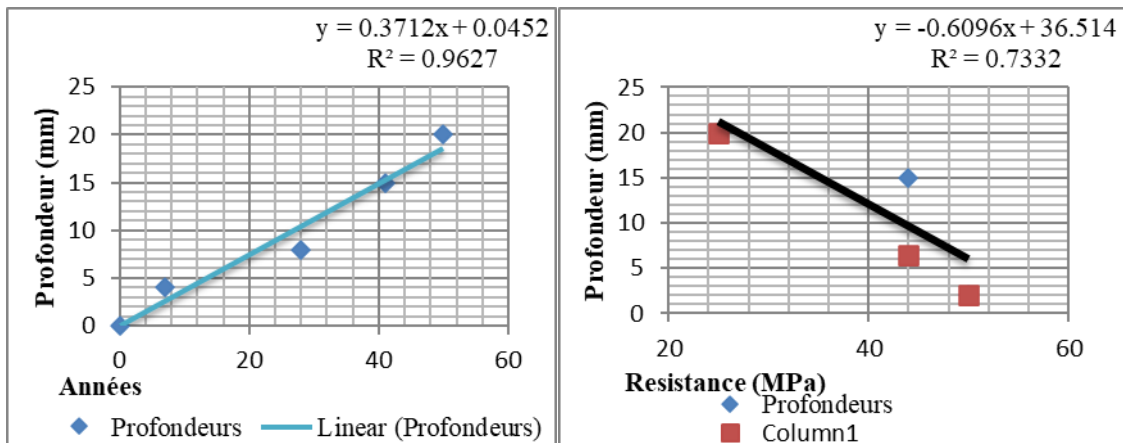 y = 0.3712x + 0.0452
R² = 0.9627
25
20
15
10
5
0
Profondeur (mm)
0 20 40 60
Années
Profondeurs Linear (Profondeurs)
y = -0.6096x + 36.514
R² = 0.7332
25
20
15
10
5
0
Profondeur (mm)
20 40 60
Resistance (MPa)
Profondeurs
Column1